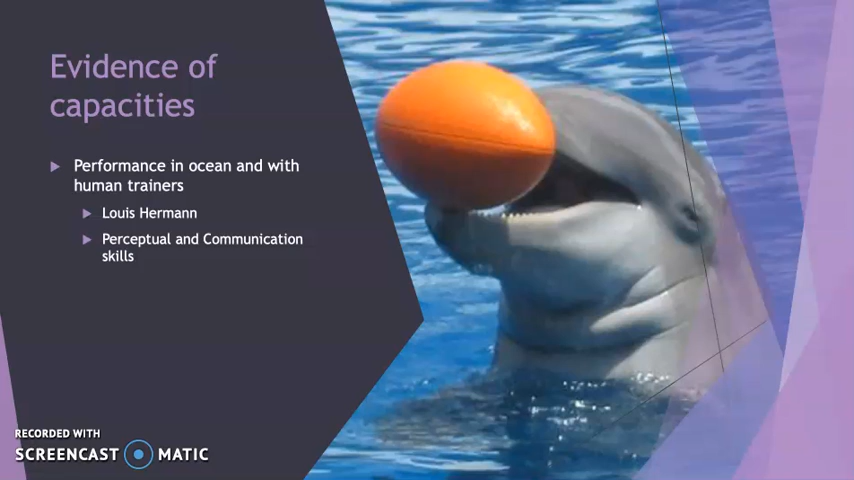 Evidence of
capacities
Performance in ocean and with
human trainers
Louis Hermann
Perceptual and Communication
skills
RECORDED WITH
SCREENCAST MATIC